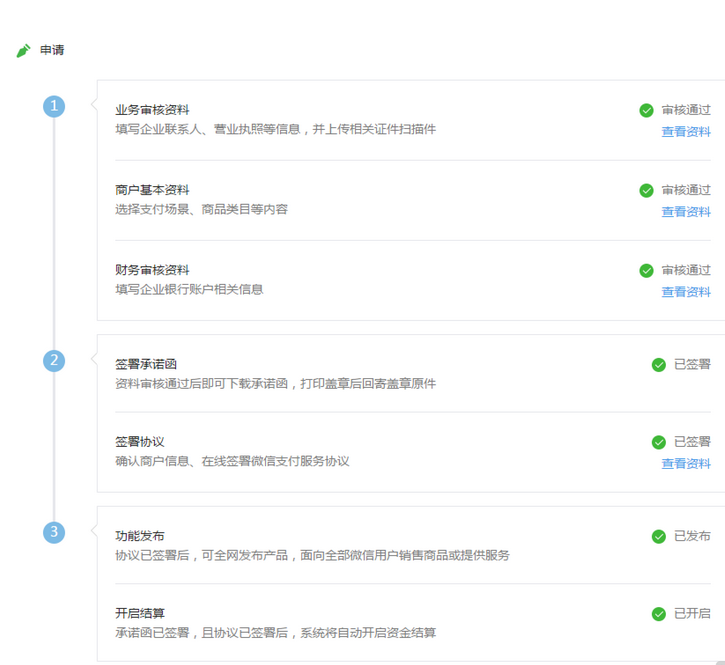 申请
1
业务审核资料
审核通过
填写企业联系人、营业执照等信息，并上传相关证件扫描件
查看资料
商户基本资料
审核通过
选择支付场景、商品类目等内容
查看资料
财务审核资料
审核通过
填写企业银行账户相关信息
查看资料
2
签署承诺函
已签署
资料审核通过后即可下载承诺函，打印盖章后回寄盖章原件
签署协议
已签署
确认商户信息、在线签署微信支付服务协议
查看资料
3
功能发布
已发布
协议已签署后，可全网发布产品，面向全部微信用户销售商品或提供服务
开启结算
已开启
承诺函已签署，且协议已签署后，系统将自动开启资金结算